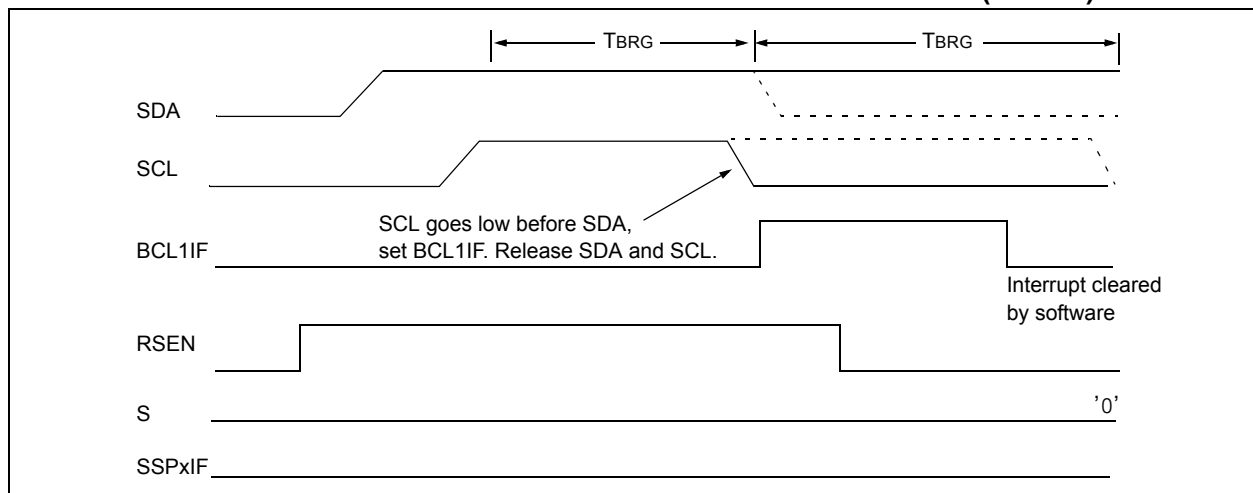 TBRG TBRG
SDA
SCL
SCL goes low before SDA,
set BCL1IF. Release SDA and SCL.
BCL1IF
Interrupt cleared
by software
RSEN
S
'0'
SSPxIF